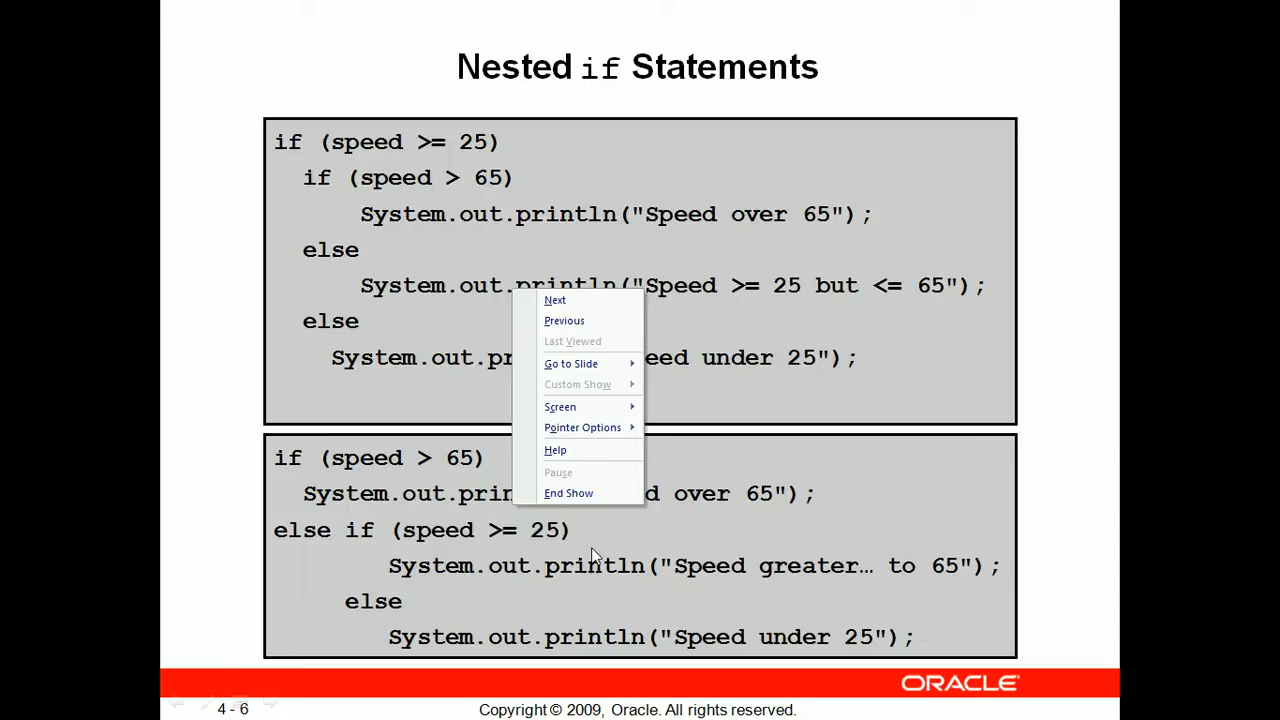 Nested if Statements
if (speed >= 25)
if (speed > 65)
System.out.println("Speed over 65");
else
System.out.println("Speed >= 25 but <= 65");
else
System.out.pr eed under 25");
Next
Previous
Last Viewed
Go to Slide
Custom Show
Screen
Pointer Options
Help
Pause
End Show
if (speed > 65)
System.out.prin d over 65");
else if (speed >= 25)
System.out.println("Speed greater… to 65");
else
System.out.println("Speed under 25");
ORACLE
4 - 6
Copyright © 2009, Oracle. All rights reserved.